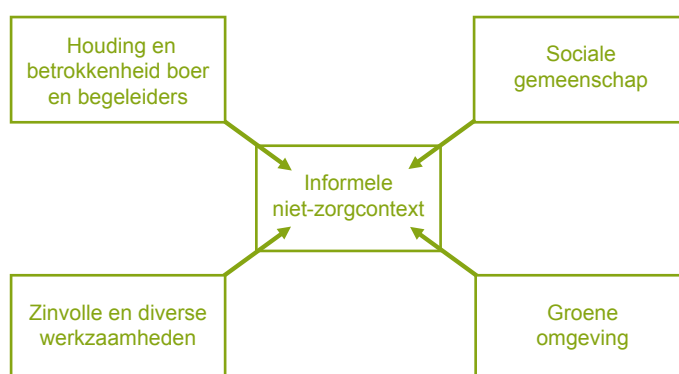 Houding en
betrokkenheid boer
en begeleiders
Sociale
gemeenschap
Informele
niet-zorgcontext
Zinvolle en diverse
werkzaamheden
Groene
omgeving